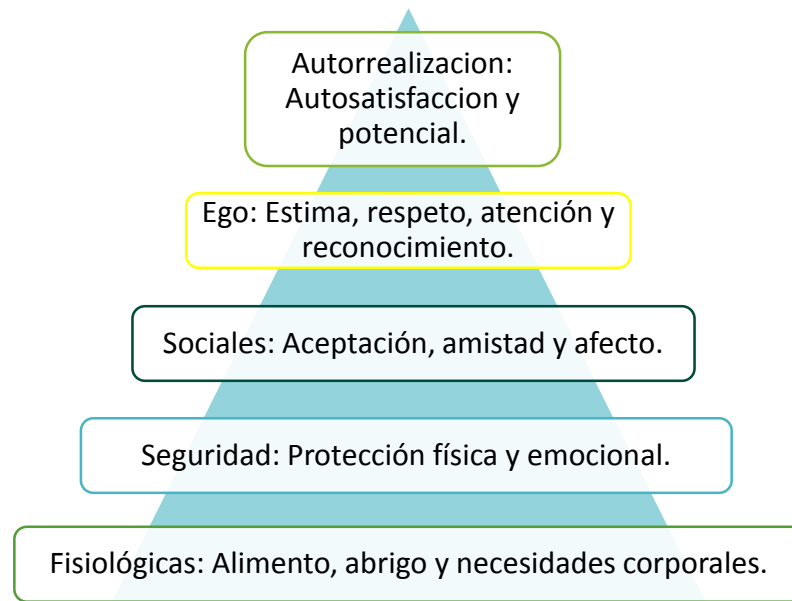 Autorrealizacion:
Autosatisfaccion y
potencial.
Ego: Estima, respeto, atención y
reconocimiento.
Sociales: Aceptación, amistad y afecto.
Seguridad: Protección física y emocional.
Fisiológicas: Alimento, abrigo y necesidades corporales.